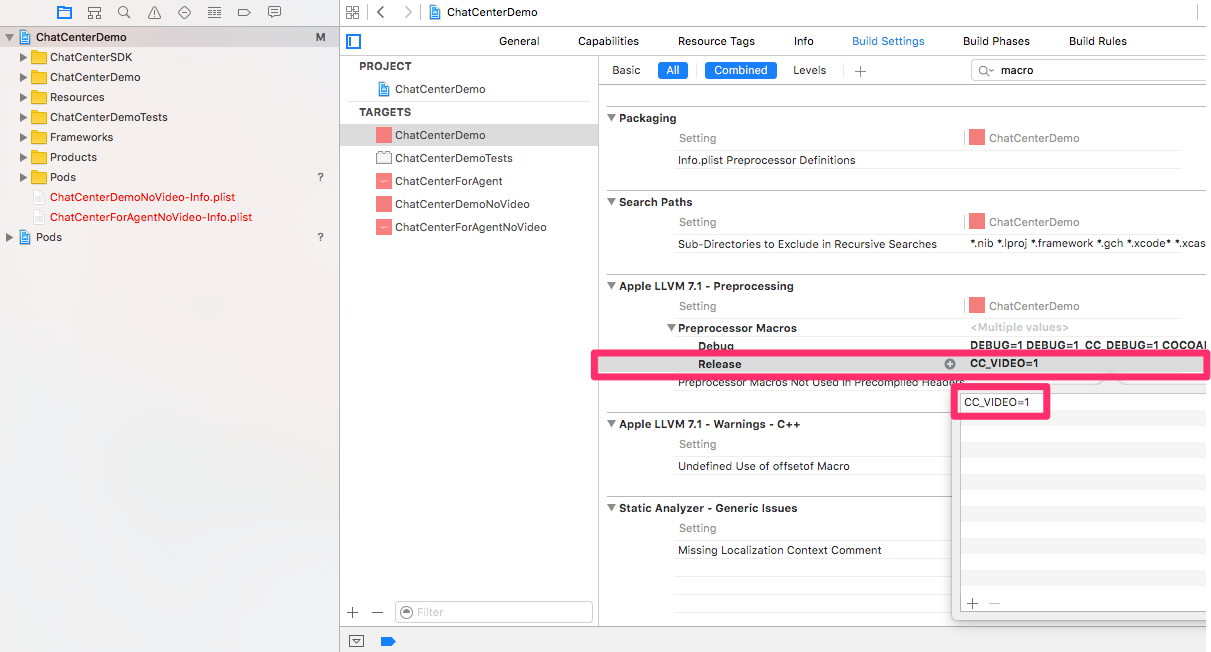 ChatCenterDemo
ChatCenterDemo M
ChatCenterSDK
ChatCenterDemo
Resources
ChatCenterDemoTests
Frameworks
Products
Pods ?
ChatCenterDemoNoVideo-Info.plist
ChatCenterForAgentNoVideo-Info.plist
Pods ?
General Capabilities Resource Tags Info Build Settings Build Phases Build Rules
PROJECT
ChatCenterDemo
TARGETS
ChatCenterDemo
ChatCenterDemoTests
ChatCenterForAgent
ChatCenterDemoNoVideo
ChatCenterForAgentNoVideo
Filter
Basic All Combined Levels macro
Packaging
Setting ChatCenterDemo
Info.plist Preprocessor Definitions
Search Paths
Setting ChatCenterDemo
Sub-Directories to Exclude in Recursive Searches *.nib *.lproj *.framework *.gch *.xcode* *.xcas
Apple LLVM 7.1 - Preprocessing
Setting ChatCenterDemo
Preprocessor Macros <Multiple values>
Debug DEBUG=1 DEBUG=1 CC_DEBUG=1 COCOA
Release CC_VIDEO=1
Preprocessor Macros Not Used In Precompiled Headers
CC_VIDEO=1
Apple LLVM 7.1 - Warnings - C++
Setting
Undefined Use of offsetof Macro
Static Analyzer - Generic Issues
Setting
Missing Localization Context Comment